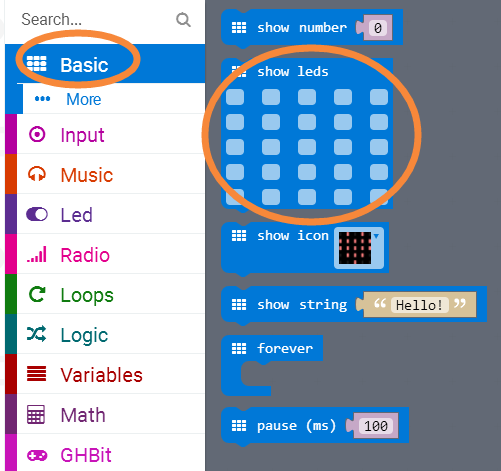 Search...
Basic
More
Input
Music
Led
Radio
Loops
Logic
Variables
Math
GHBit
show number 0
show leds
show icon
show string “ Hello! ”
forever
pause (ms) 100